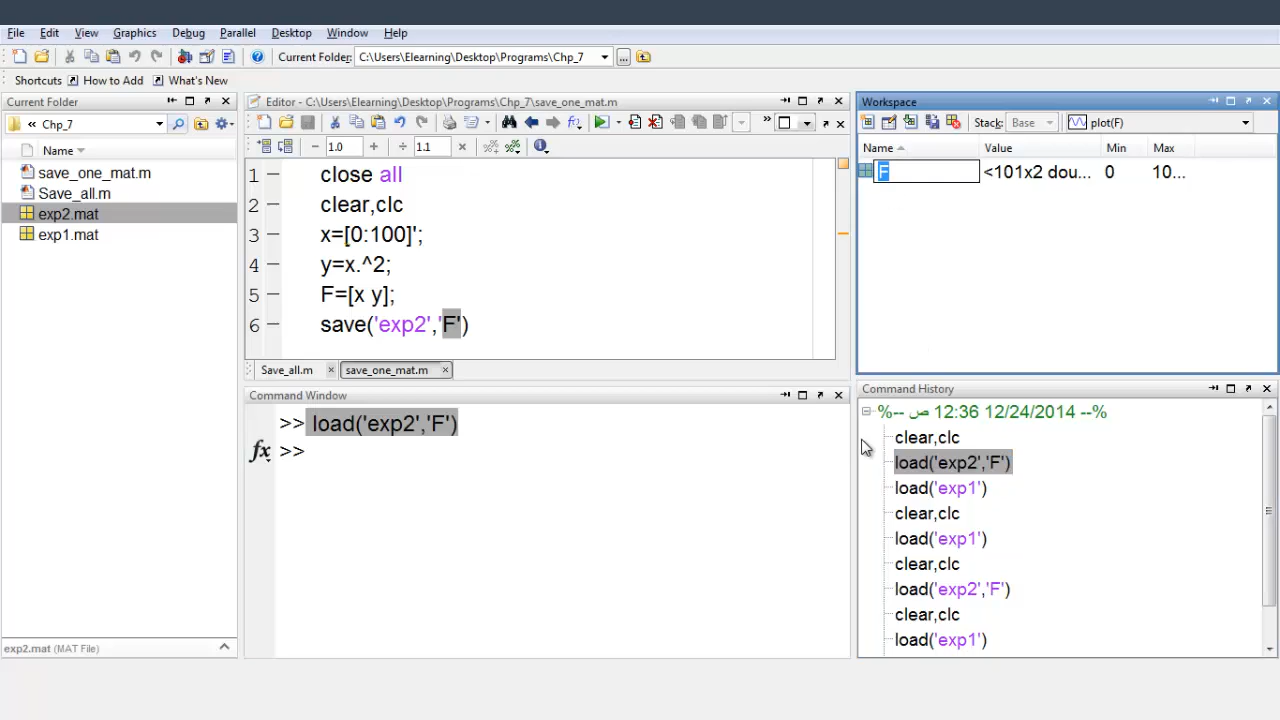 File Edit View Graphics Debug Parallel Desktop Window Help
Current Folder: C:\Users\Elearning\Desktop\Programs\Chp_7
Shortcuts How to Add What's New
Current Folder
« Chp_7
Name
save_one_mat.m
Save_all.m
exp2.mat
exp1.mat
exp2.mat (MAT File)
Editor - C:\Users\Elearning\Desktop\Programs\Chp_7\save_one_mat.m
− 1.0 + ÷ 1.1 ×
1 – close all
2 – clear,clc
3 – x=[0:100]';
4 – y=x.^2;
5 – F=[x y];
6 – save('exp2','F')
Save_all.m save_one_mat.m
Command Window
>> load('exp2','F')
fx >>
Workspace
Stack: Base plot(F)
Name Value Min Max
F <101x2 dou... 0 10...
Command History
%-- ص 12:36 12/24/2014 --%
clear,clc
load('exp2','F')
load('exp1')
clear,clc
load('exp1')
clear,clc
load('exp2','F')
clear,clc
load('exp1')